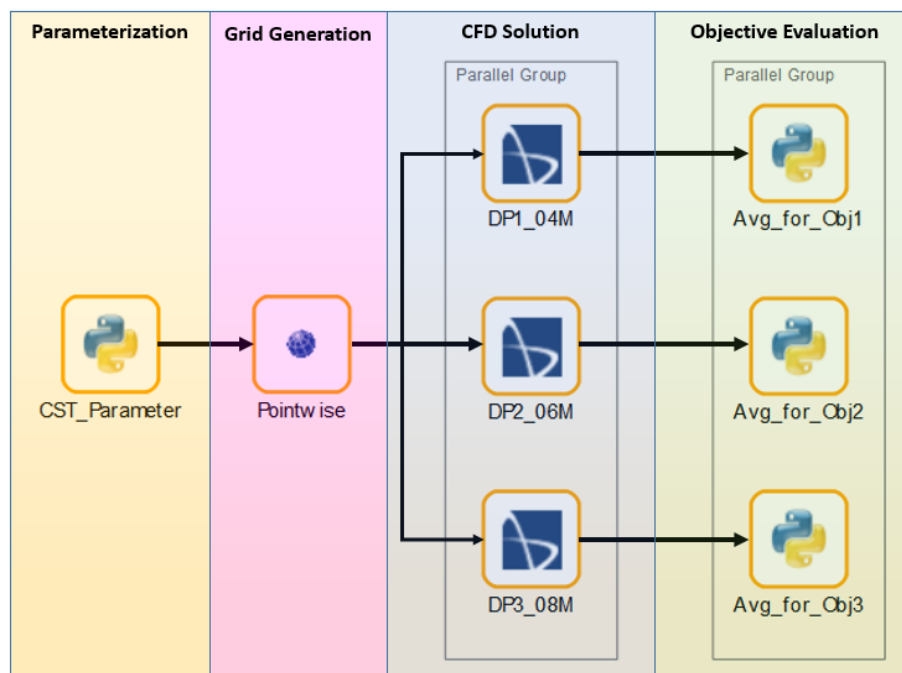 Parameterization
Grid Generation
CFD Solution
Objective Evaluation
Parallel Group
Parallel Group
DP1_04M
Avg_for_Obj1
CST_Parameter
Pointwise
DP2_06M
Avg_for_Obj2
DP3_08M
Avg_for_Obj3